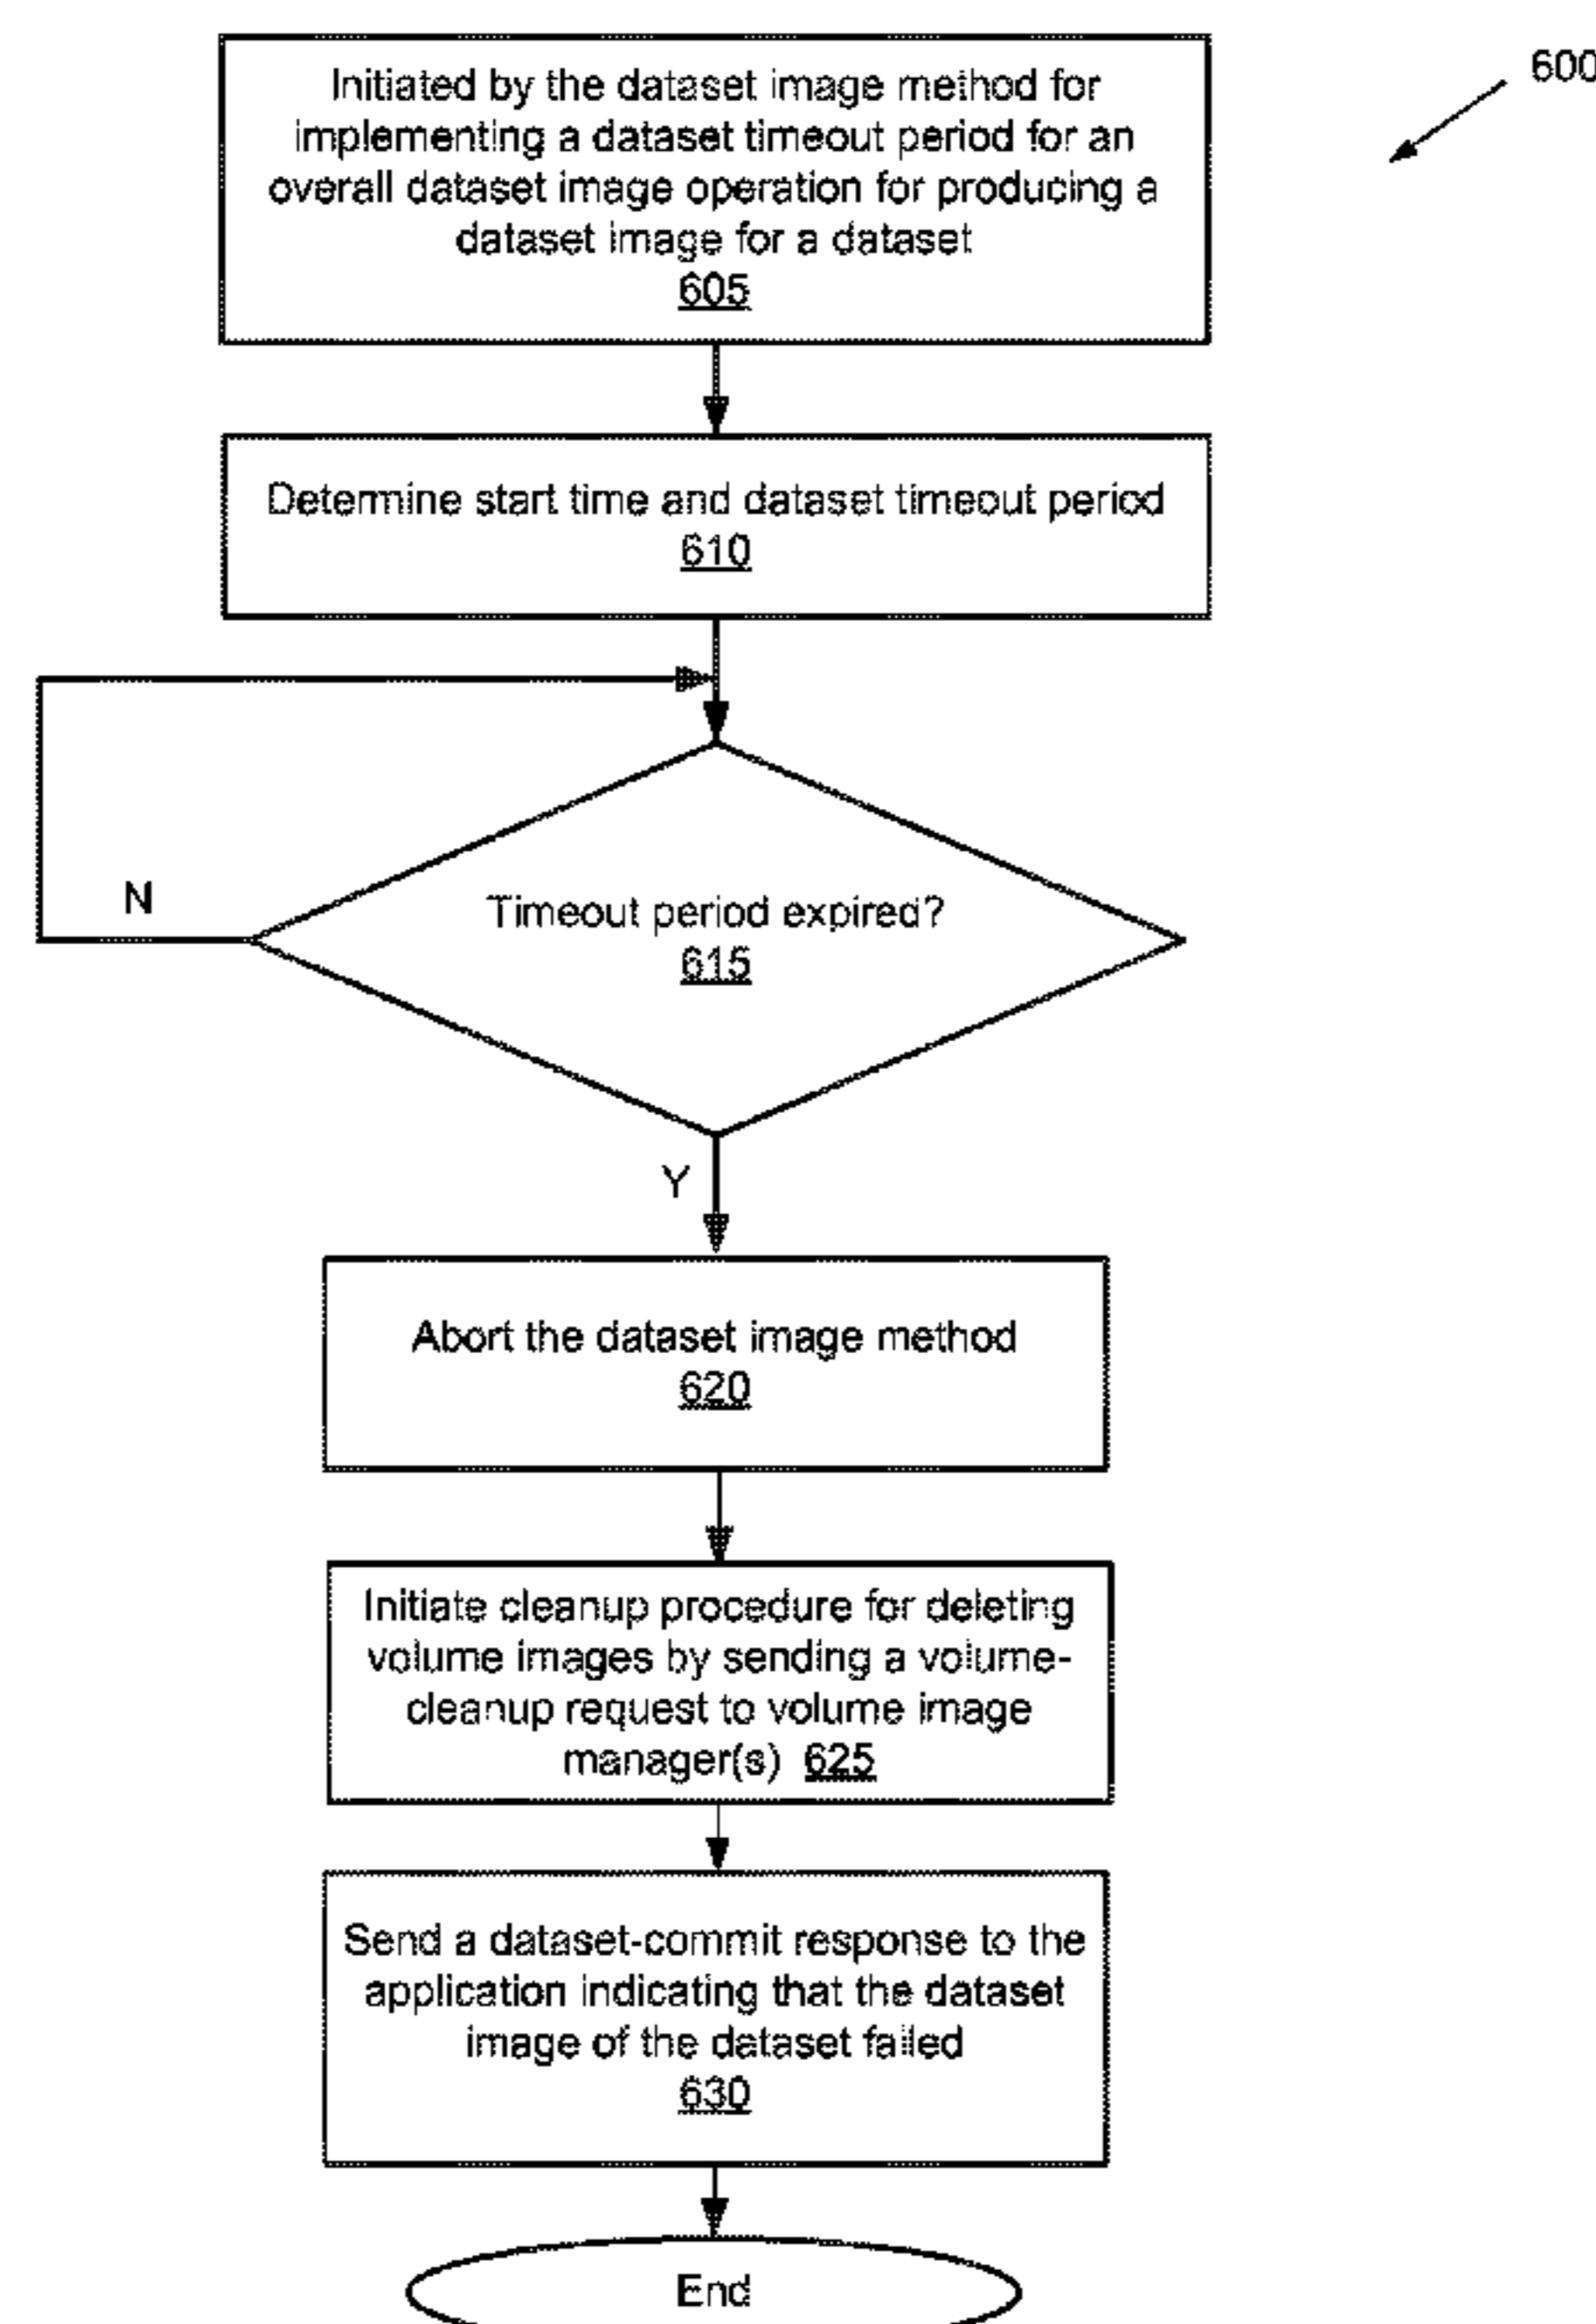 600
Initiated by the dataset image method for
implementing a dataset timeout period for an
overall dataset image operation for producing a
dataset image for a dataset
605
Determine start time and dataset timeout period
610
N
Timeout period expired?
615
Y
Abort the dataset image method
620
Initiate cleanup procedure for deleting
volume images by sending a volume-
cleanup request to volume image
manager(s) 625
Send a dataset-commit response to the
application indicating that the dataset
image of the dataset failed
630
End